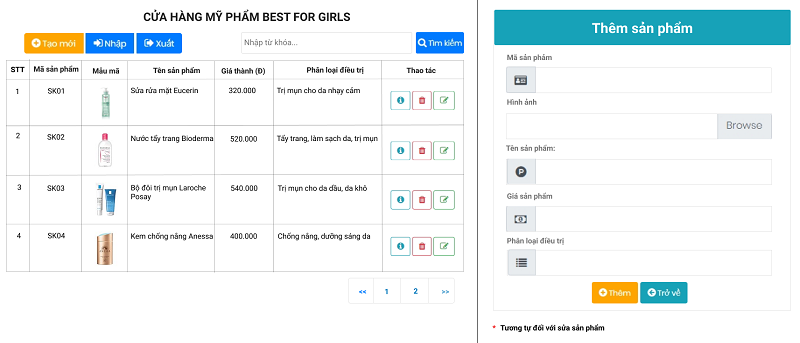 CỬA HÀNG MỸ PHẨM BEST FOR GIRLS
Tạo mới Nhập Xuất Nhập từ khóa... Tìm kiếm
STT Mã sản phẩm Mẫu mã Tên sản phẩm Giá thành (Đ) Phân loại điều trị Thao tác
1 SK01 Sửa rửa mặt Eucerin 320.000 Trị mụn cho da nhạy cảm
2 SK02 Nước tẩy trang Bioderma 520.000 Tẩy trang, làm sạch da, trị mụn
3 SK03 Bộ đôi trị mụn Laroche 540.000 Trị mụn cho da dầu, da khô
Posay
4 SK04 Kem chống nắng Anessa 400.000 Chống nắng, dưỡng sáng da
<< 1 2 >>
Thêm sản phẩm
Mã sản phẩm
Hình ảnh
Browse
Tên sản phẩm:
Giá sản phẩm
Phân loại điều trị
Thêm Trở về
* Tương tự đối với sửa sản phẩm